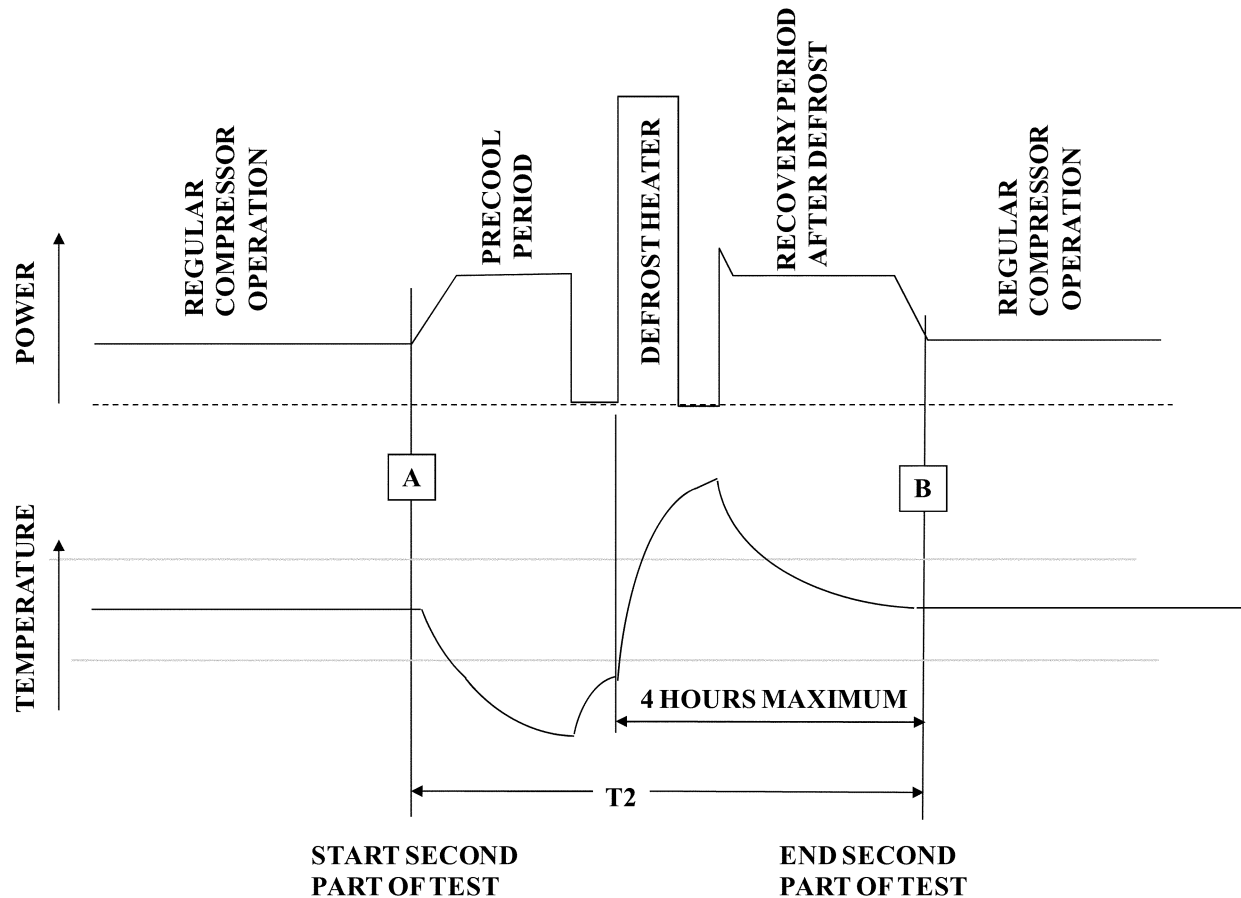 REGULAR
COMPRESSOR
OPERATION
PRECOOL
PERIOD
DEFROST HEATER
RECOVERY PERIOD
AFTER DEFROST
REGULAR
COMPRESSOR
OPERATION
POWER
A
B
TEMPERATURE
4 HOURS MAXIMUM
T2
START SECOND
PART OF TEST
END SECOND
PART OF TEST